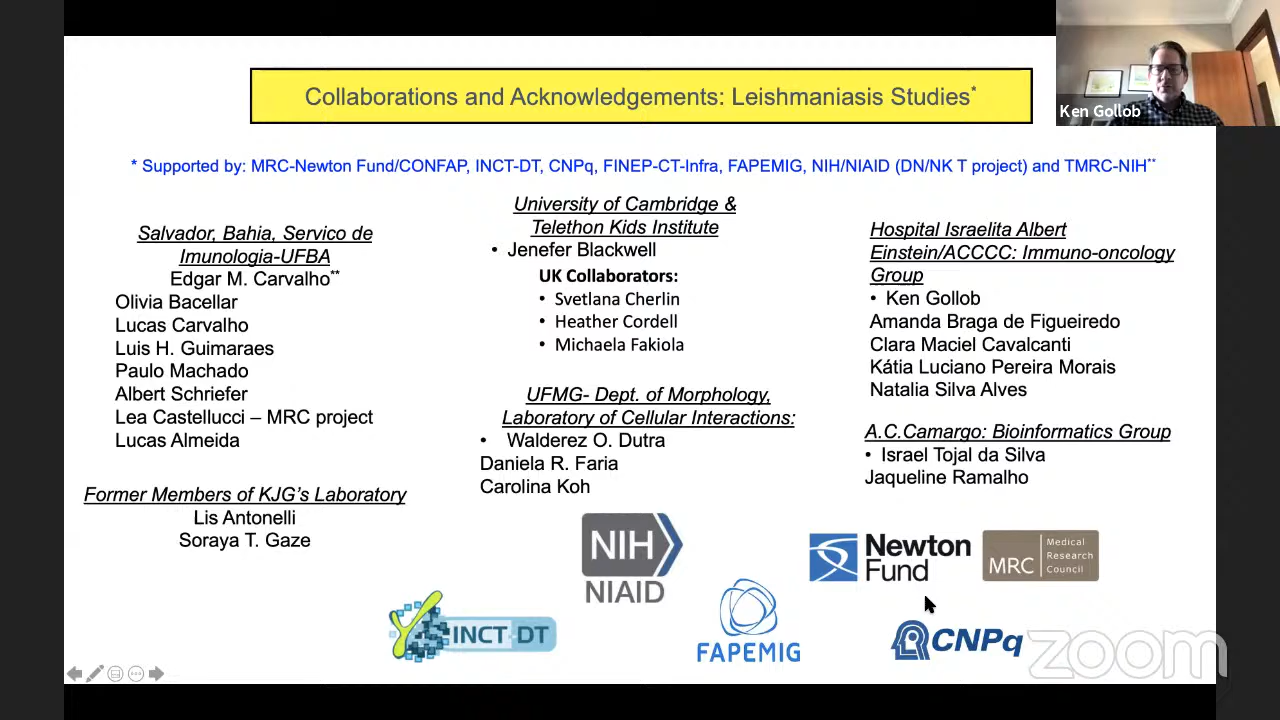 Collaborations and Acknowledgements: Leishmaniasis Studies*
Ken Gollob
* Supported by: MRC-Newton Fund/CONFAP, INCT-DT, CNPq, FINEP-CT-Infra, FAPEMIG, NIH/NIAID (DN/NK T project) and TMRC-NIH**
Salvador, Bahia, Servico de
Imunologia-UFBA
Edgar M. Carvalho**
Olivia Bacellar
Lucas Carvalho
Luis H. Guimaraes
Paulo Machado
Albert Schriefer
Lea Castellucci – MRC project
Lucas Almeida
Former Members of KJG's Laboratory
Lis Antonelli
Soraya T. Gaze
University of Cambridge &
Telethon Kids Institute
• Jenefer Blackwell
UK Collaborators:
• Svetlana Cherlin
• Heather Cordell
• Michaela Fakiola
UFMG- Dept. of Morphology,
Laboratory of Cellular Interactions:
• Walderez O. Dutra
Daniela R. Faria
Carolina Koh
Hospital Israelita Albert
Einstein/ACCCC: Immuno-oncology
Group
• Ken Gollob
Amanda Braga de Figueiredo
Clara Maciel Cavalcanti
Kátia Luciano Pereira Morais
Natalia Silva Alves
A.C.Camargo: Bioinformatics Group
• Israel Tojal da Silva
Jaqueline Ramalho
NIH
NIAID
Newton
Fund
MRC
Medical
Research
Council
INCT-DT
FAPEMIG
CNPq
zoom